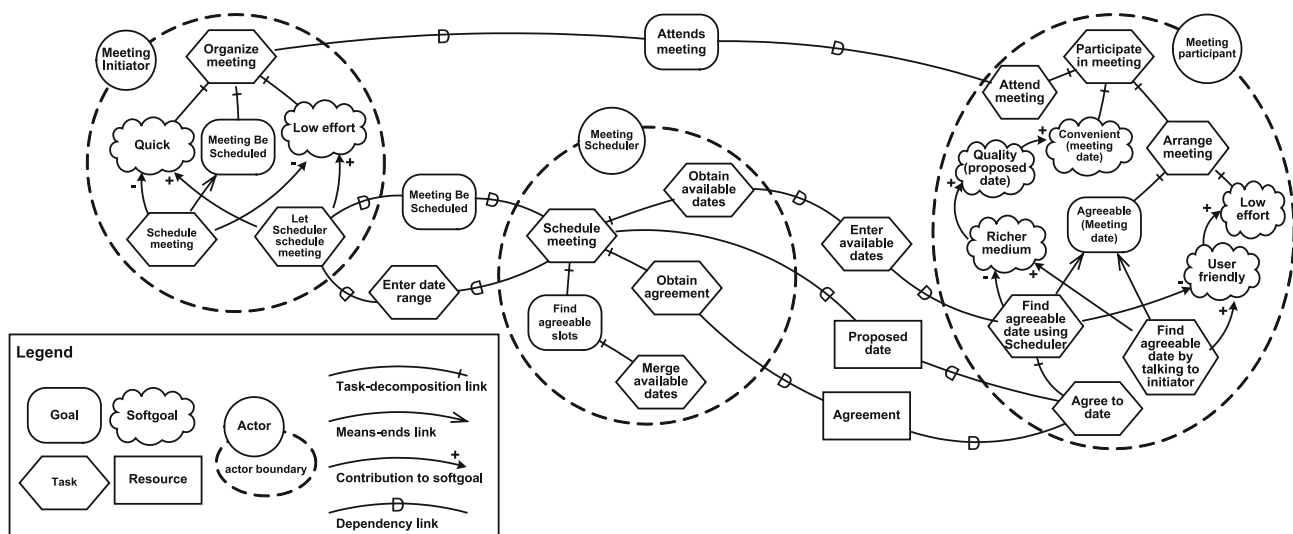 Meeting
Initiator
Organize
meeting
D
Attends
meeting
D
Participate
in meeting
Meeting
participant
Attend
meeting
Quick
Meeting Be
Scheduled
Low effort
-
+
-
+
Schedule
meeting
Let
Scheduler
schedule
meeting
D
Meeting Be
Scheduled
D
D
Enter date
range
D
Meeting
Scheduler
Obtain
available
dates
Schedule
meeting
Obtain
agreement
Find
agreeable
slots
Merge
available
dates
D
Enter
available
dates
D
D
Proposed
date
D
D
Agreement
D
Convenient
(meeting
date)
+
Quality
(proposed
date)
+
Arrange
meeting
Agreeable
(Meeting
date)
Low
effort
+
Richer
medium
User
friendly
-
+
-
+
Find
agreeable
date using
Scheduler
Find
agreeable
date by
talking to
initiator
Agree to
date
Legend
Goal
Softgoal
Actor
actor boundary
Task
Resource
Task-decomposition link
Means-ends link
+
Contribution to softgoal
D
Dependency link